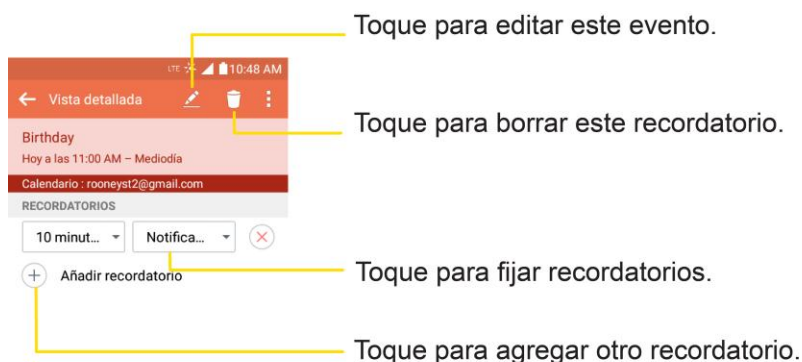 Toque para editar este evento.
LTE 10:48 AM
Vista detallada
Toque para borrar este recordatorio.
Birthday
Hoy a las 11:00 AM – Mediodía
Calendario : rooneyst2@gmail.com
RECORDATORIOS
10 minut... Notifica...
Añadir recordatorio
Toque para fijar recordatorios.
Toque para agregar otro recordatorio.